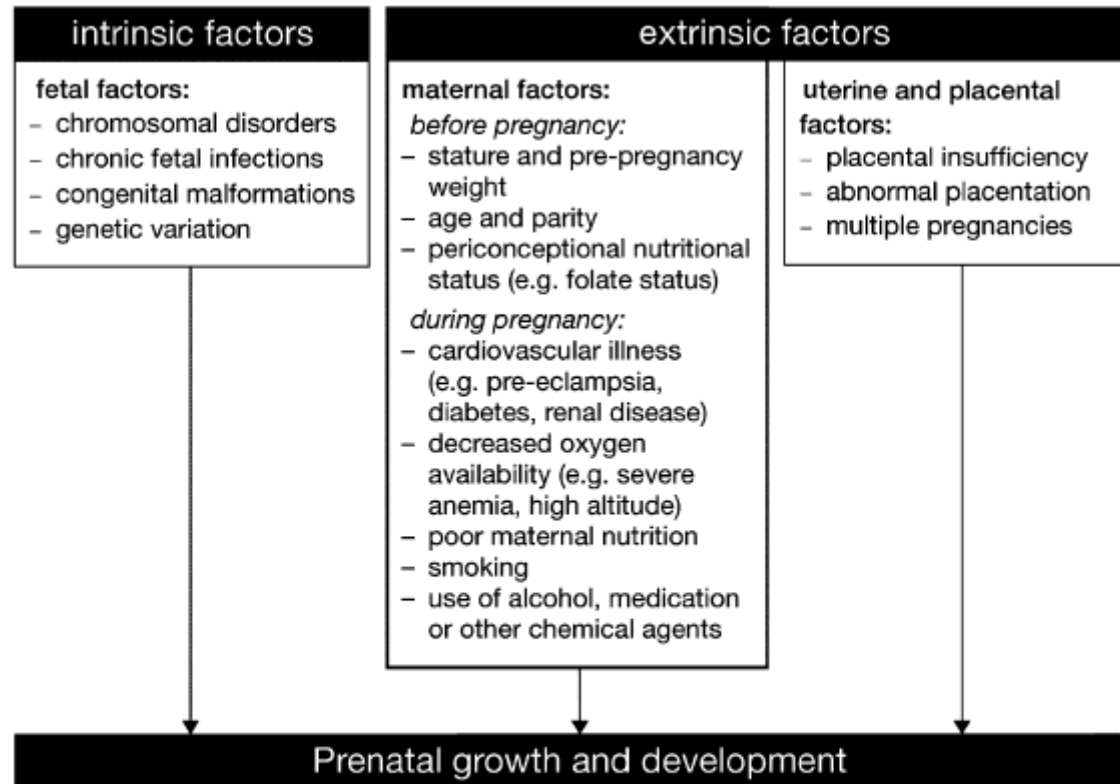 intrinsic factors
fetal factors:
– chromosomal disorders
– chronic fetal infections
– congenital malformations
– genetic variation
extrinsic factors
maternal factors:
before pregnancy:
– stature and pre-pregnancy
weight
– age and parity
– periconceptional nutritional
status (e.g. folate status)
during pregnancy:
– cardiovascular illness
(e.g. pre-eclampsia,
diabetes, renal disease)
– decreased oxygen
availability (e.g. severe
anemia, high altitude)
– poor maternal nutrition
– smoking
– use of alcohol, medication
or other chemical agents
uterine and placental
factors:
– placental insufficiency
– abnormal placentation
– multiple pregnancies
Prenatal growth and development